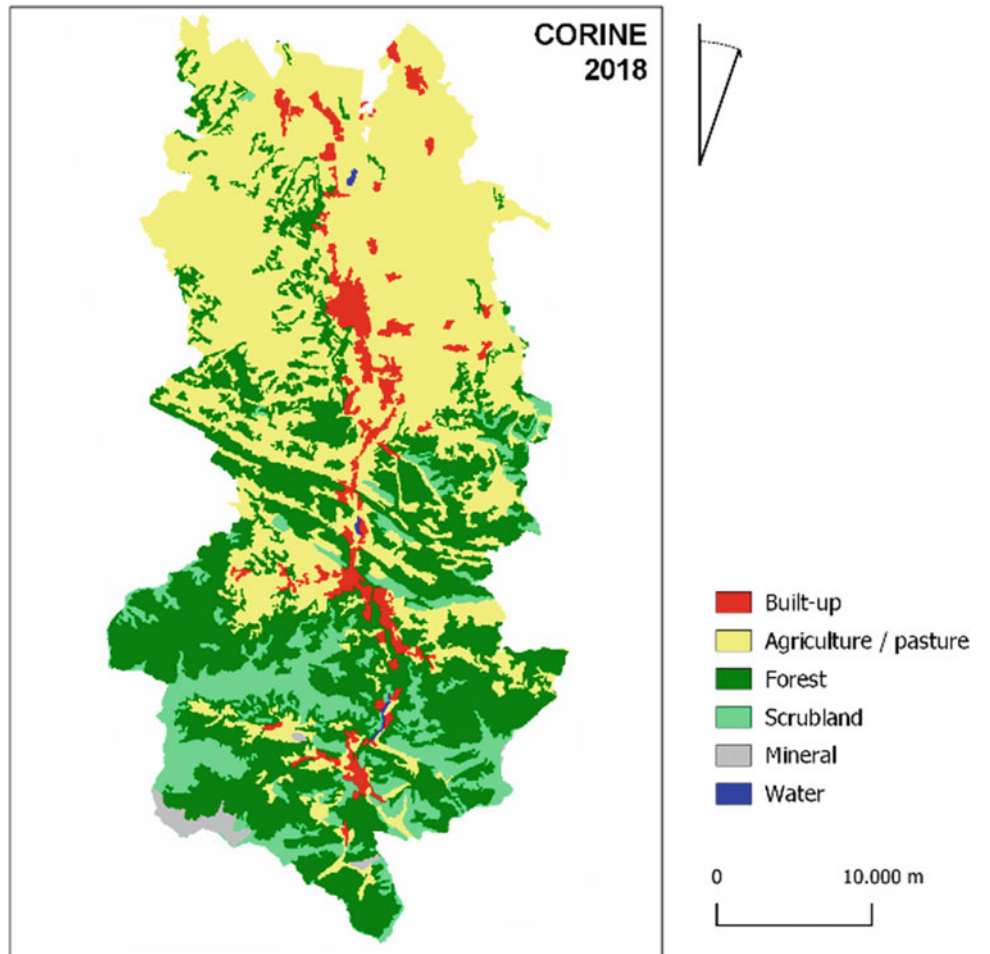 CORINE
2018
Built-up
Agriculture / pasture
Forest
Scrubland
Mineral
Water
0 10.000 m